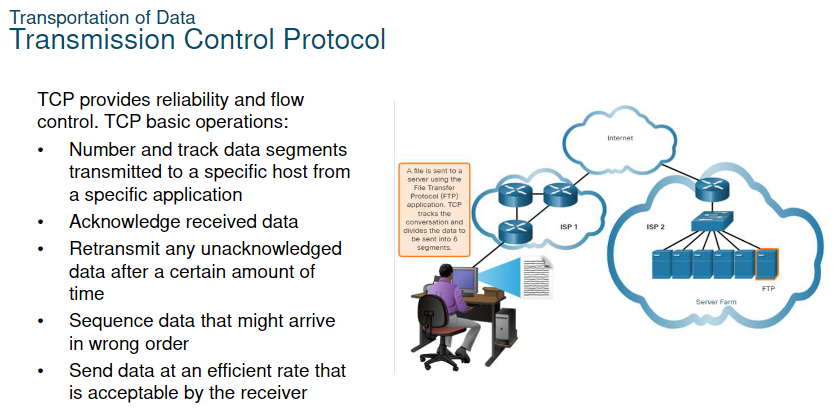 Transportation of Data
Transmission Control Protocol
TCP provides reliability and flow
control. TCP basic operations:
• Number and track data segments
transmitted to a specific host from
a specific application
• Acknowledge received data
• Retransmit any unacknowledged
data after a certain amount of
time
• Sequence data that might arrive
in wrong order
• Send data at an efficient rate that
is acceptable by the receiver
A file is sent to a
server using the
File Transfer
Protocol (FTP)
application. TCP
tracks the
conversation and
divides the data to
be sent into 6
segments.
Internet
ISP 1
ISP 2
FTP
Server Farm